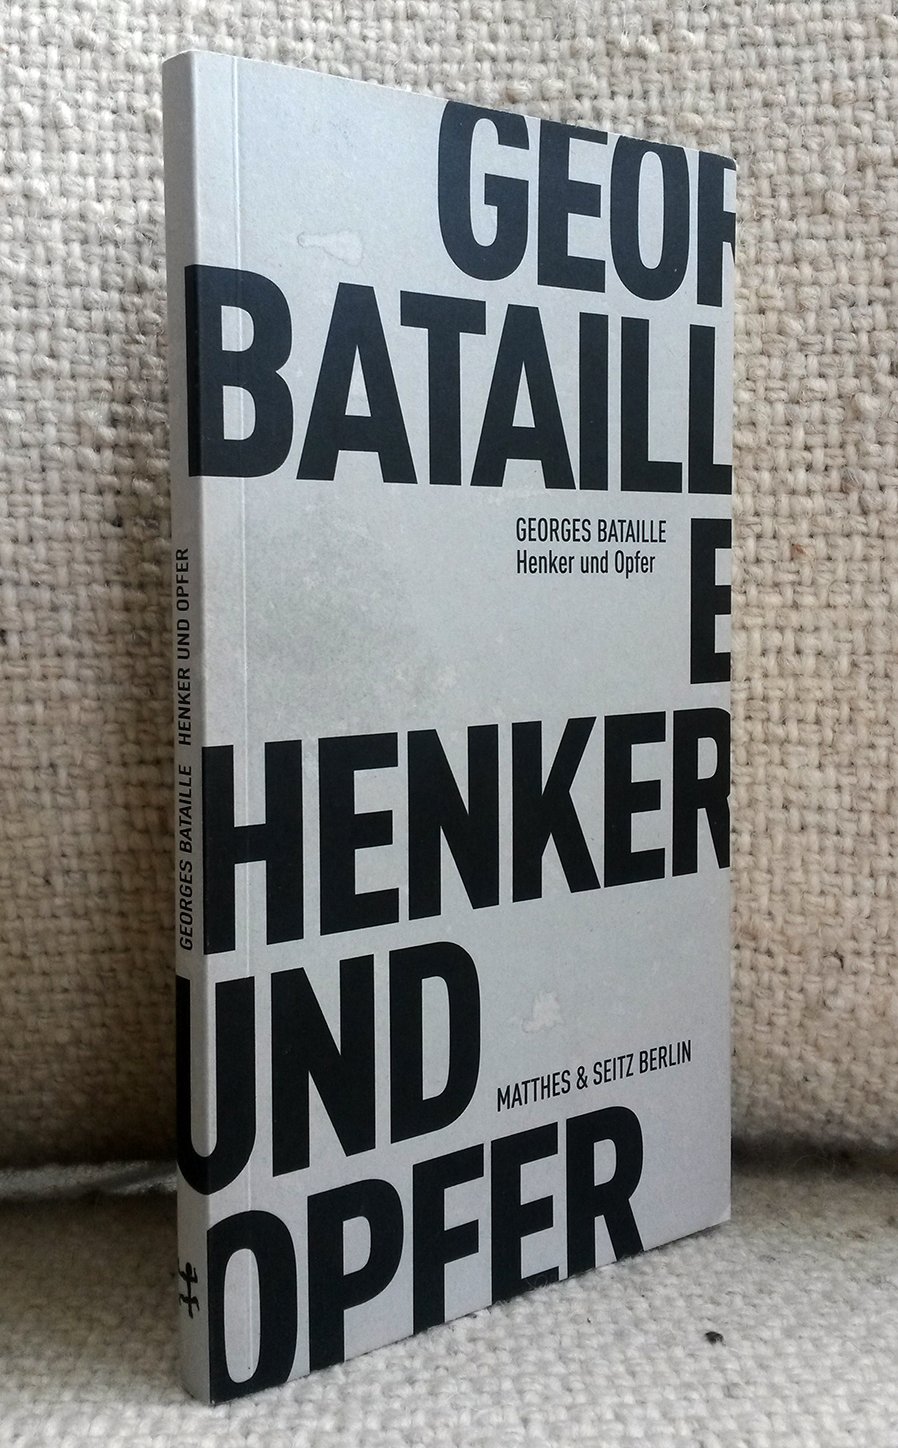 GEOR
BATAILL
E
GEORGES BATAILLE
Henker und Opfer
HENKER
UND
MATTHES & SEITZ BERLIN
OPFER
GEORGES BATAILLE HENKER UND OPFER